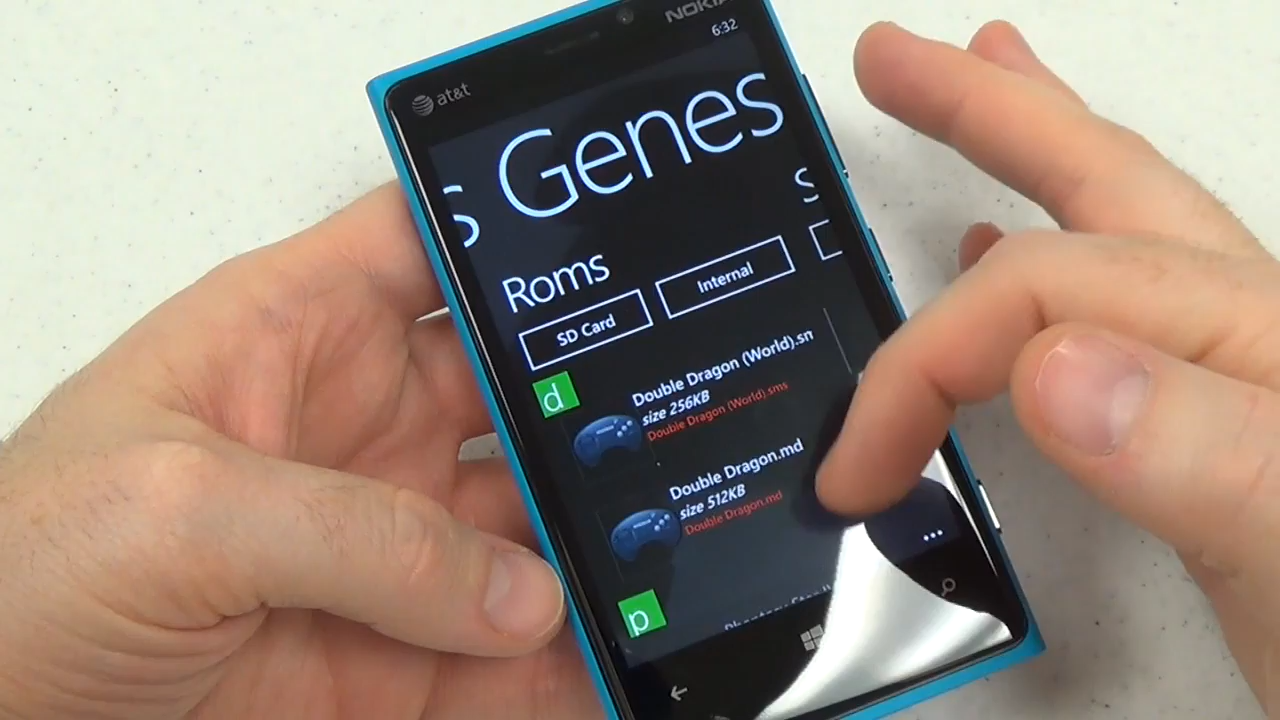 NOKIA
at&t
6:32
s Genes
S
Roms
SD Card
Internal
d
Double Dragon (World).sm
size 256KB
Double Dragon (World).sms
Double Dragon.md
size 512KB
Double Dragon.md
...
p